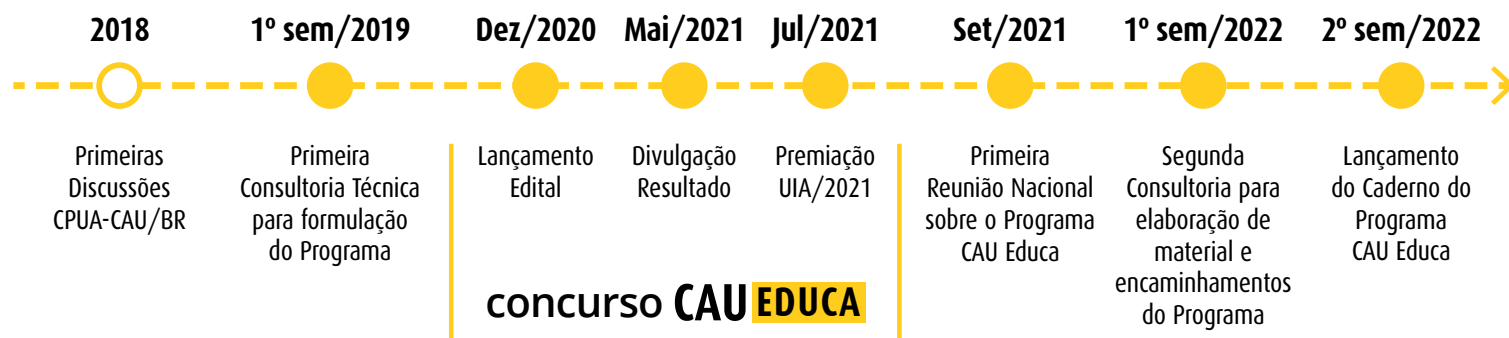 2018
Primeiras
Discussões
CPUA-CAU/BR
1º sem/2019
Primeira
Consultoria Técnica
para formulação
do Programa
Dez/2020
Lançamento
Edital
Mai/2021
Divulgação
Resultado
Jul/2021
Premiação
UIA/2021
concurso CAU EDUCA
Set/2021
Primeira
Reunião Nacional
sobre o Programa
CAU Educa
1º sem/2022
Segunda
Consultoria para
elaboração de
material e
encaminhamentos
do Programa
2º sem/2022
Lançamento
do Caderno do
Programa
CAU Educa